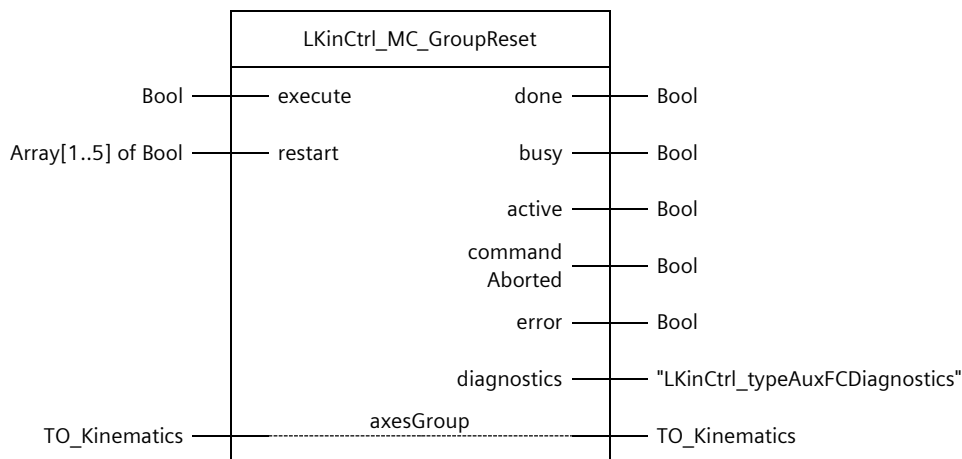 LKinCtrl_MC_GroupReset
Bool execute done Bool
Array[1..5] of Bool restart busy Bool
active Bool
command
Aborted Bool
error Bool
diagnostics "LKinCtrl_typeAuxFCDiagnostics"
TO_Kinematics axesGroup TO_Kinematics